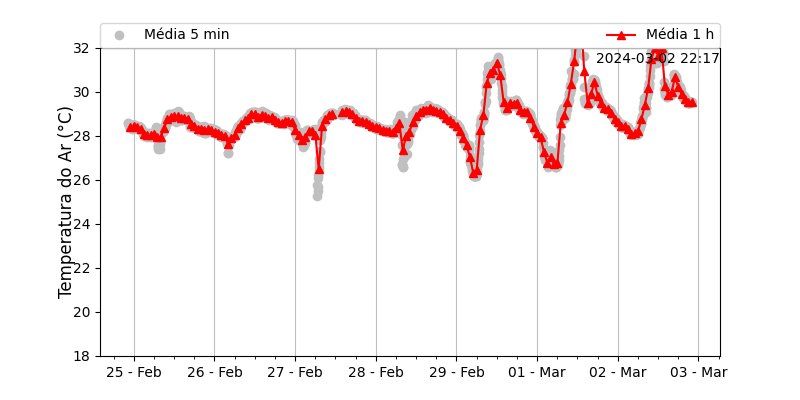 Média 5 min
Média 1 h
2024-03-02 22:17
Temperatura do Ar (°C)
32
30
28
26
24
22
20
18
25 - Feb
26 - Feb
27 - Feb
28 - Feb
29 - Feb
01 - Mar
02 - Mar
03 - Mar